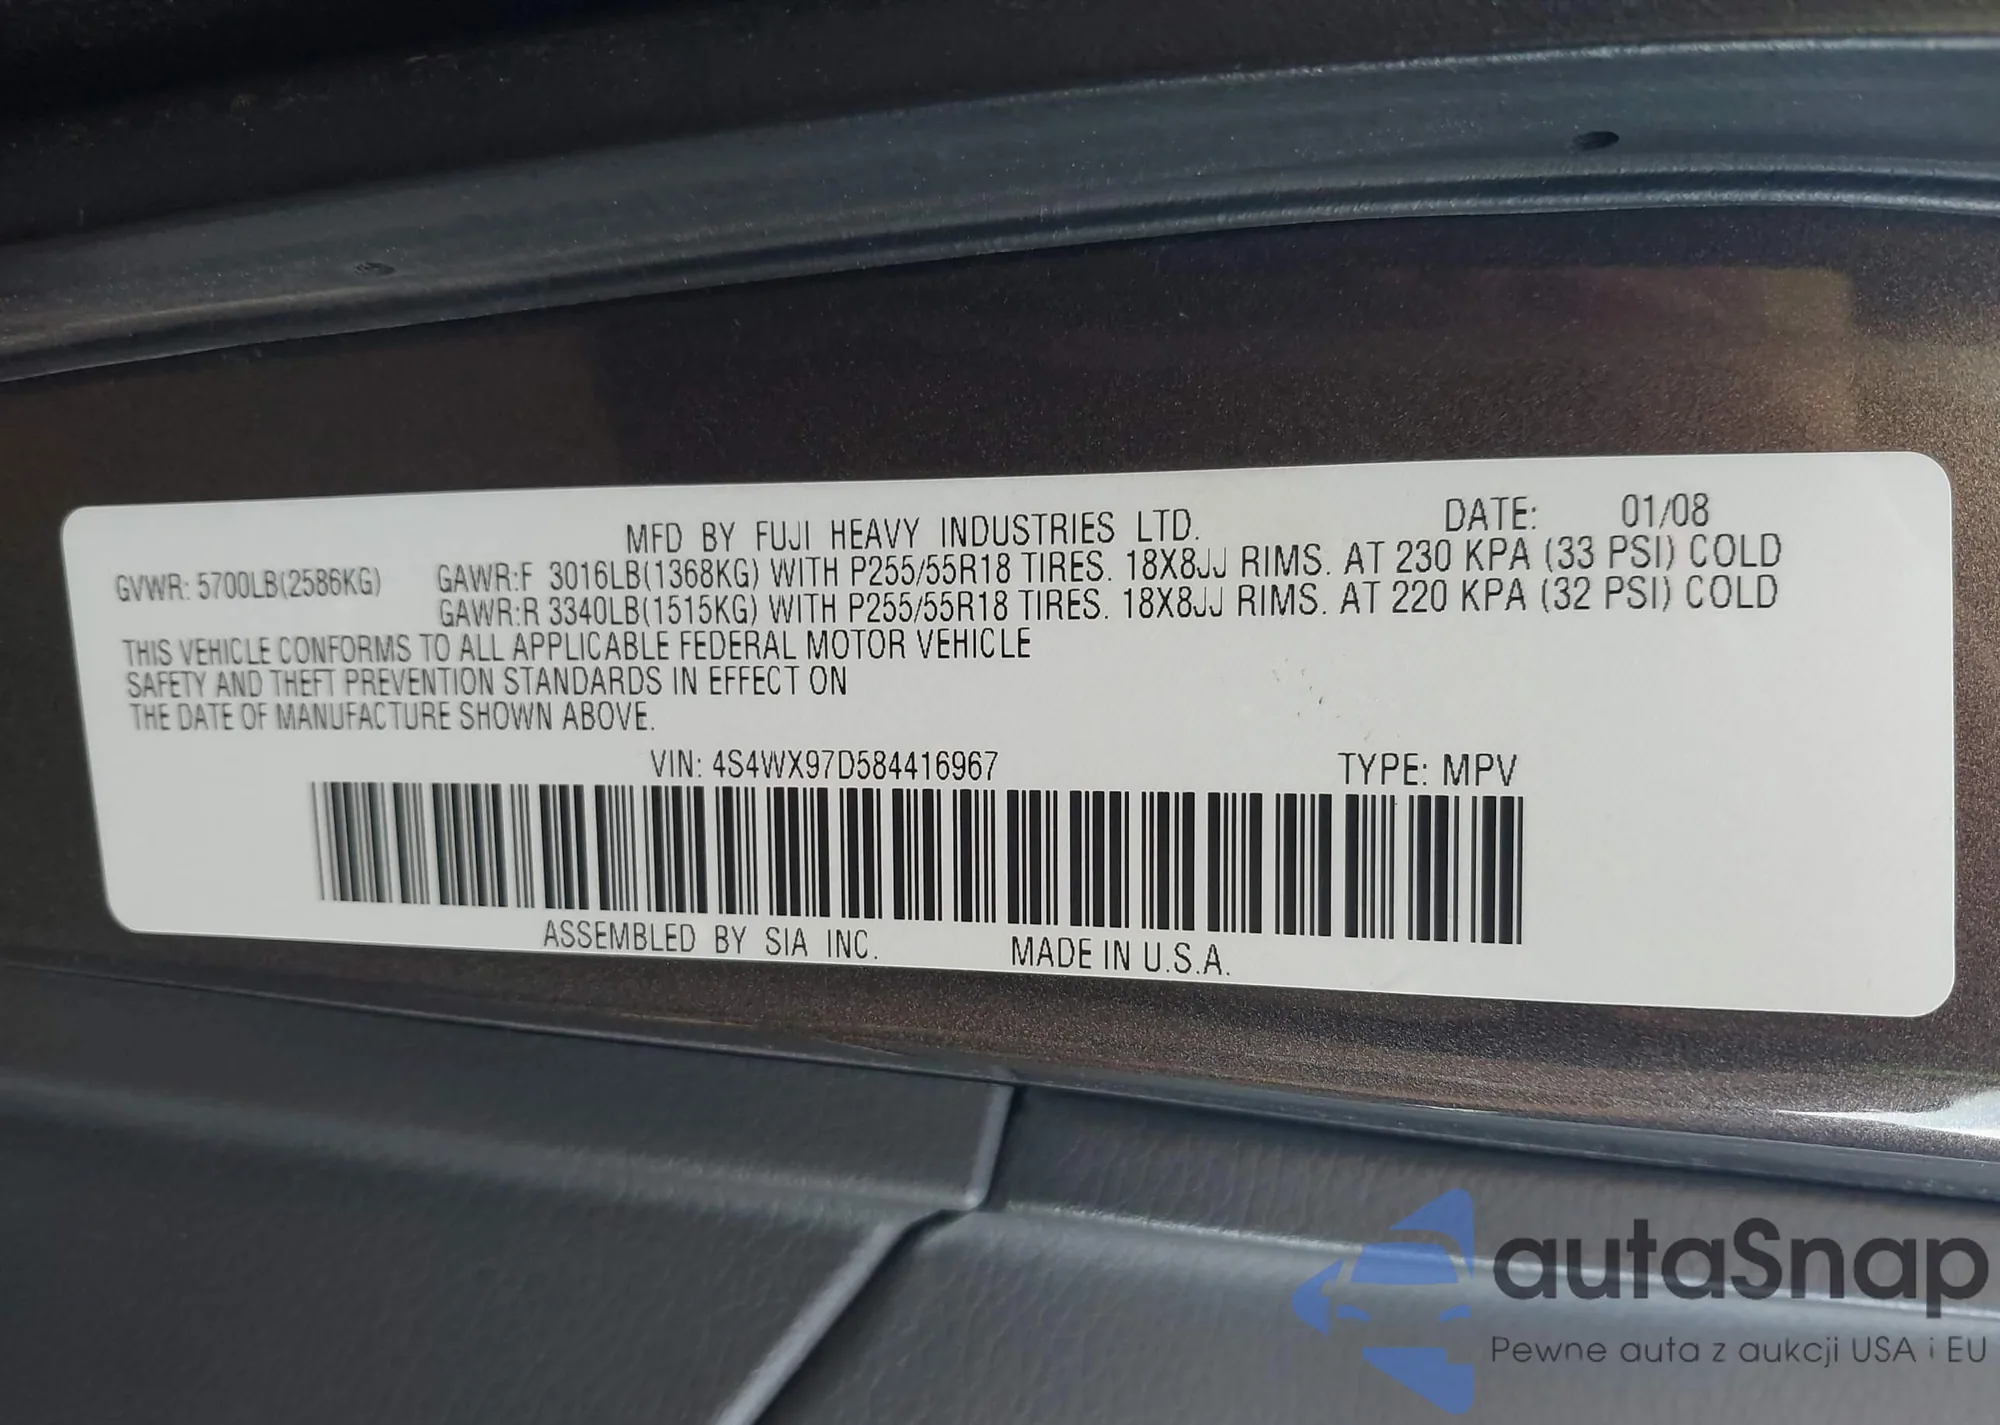 MFD BY FUJI HEAVY INDUSTRIES LTD. DATE: 01/08
GVWR: 5700LB(2586KG) GAWR:F 3016LB(1368KG) WITH P255/55R18 TIRES. 18X8JJ RIMS. AT 230 KPA (33 PSI) COLD
GAWR:R 3340LB(1515KG) WITH P255/55R18 TIRES. 18X8JJ RIMS. AT 220 KPA (32 PSI) COLD
THIS VEHICLE CONFORMS TO ALL APPLICABLE FEDERAL MOTOR VEHICLE
SAFETY AND THEFT PREVENTION STANDARDS IN EFFECT ON
THE DATE OF MANUFACTURE SHOWN ABOVE.
VIN: 4S4WX97D584416967 TYPE: MPV
ASSEMBLED BY SIA INC. MADE IN U.S.A.
autaSnap
Pewne auta z aukcji USA i EU